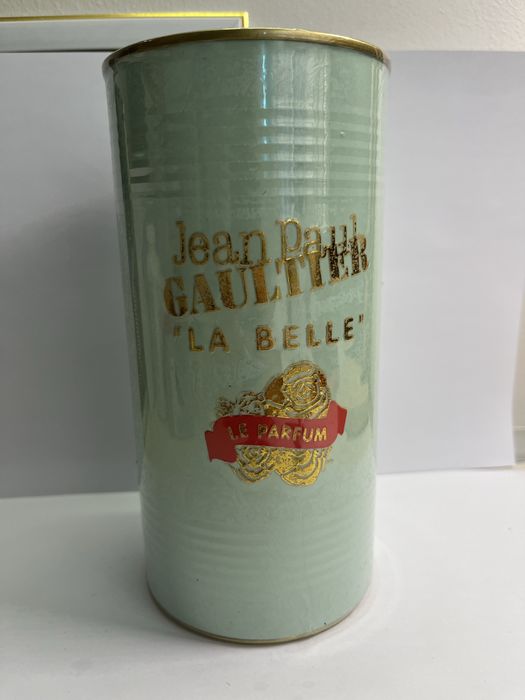 Jean Paul
GAULTIER
"LA BELLE"
LE PARFUM